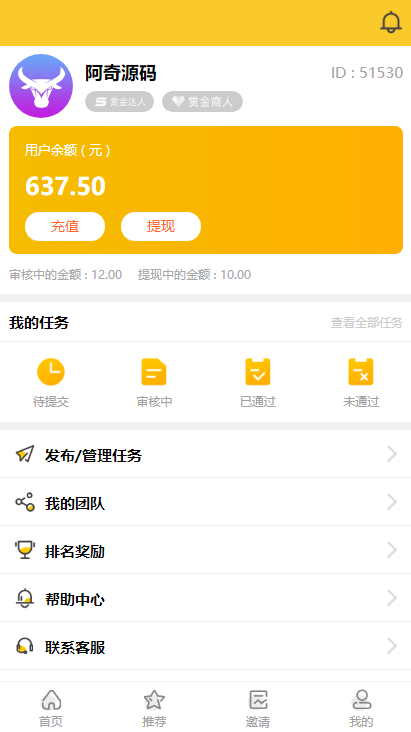 阿奇源码
ID : 51530
赏金达人
赏金商人
用户余额 ( 元 )
637.50
充值
提现
审核中的金额 : 12.00 提现中的金额 : 10.00
我的任务
查看全部任务
待提交
审核中
已通过
未通过
发布/管理任务
我的团队
排名奖励
帮助中心
联系客服
首页
推荐
邀请
我的